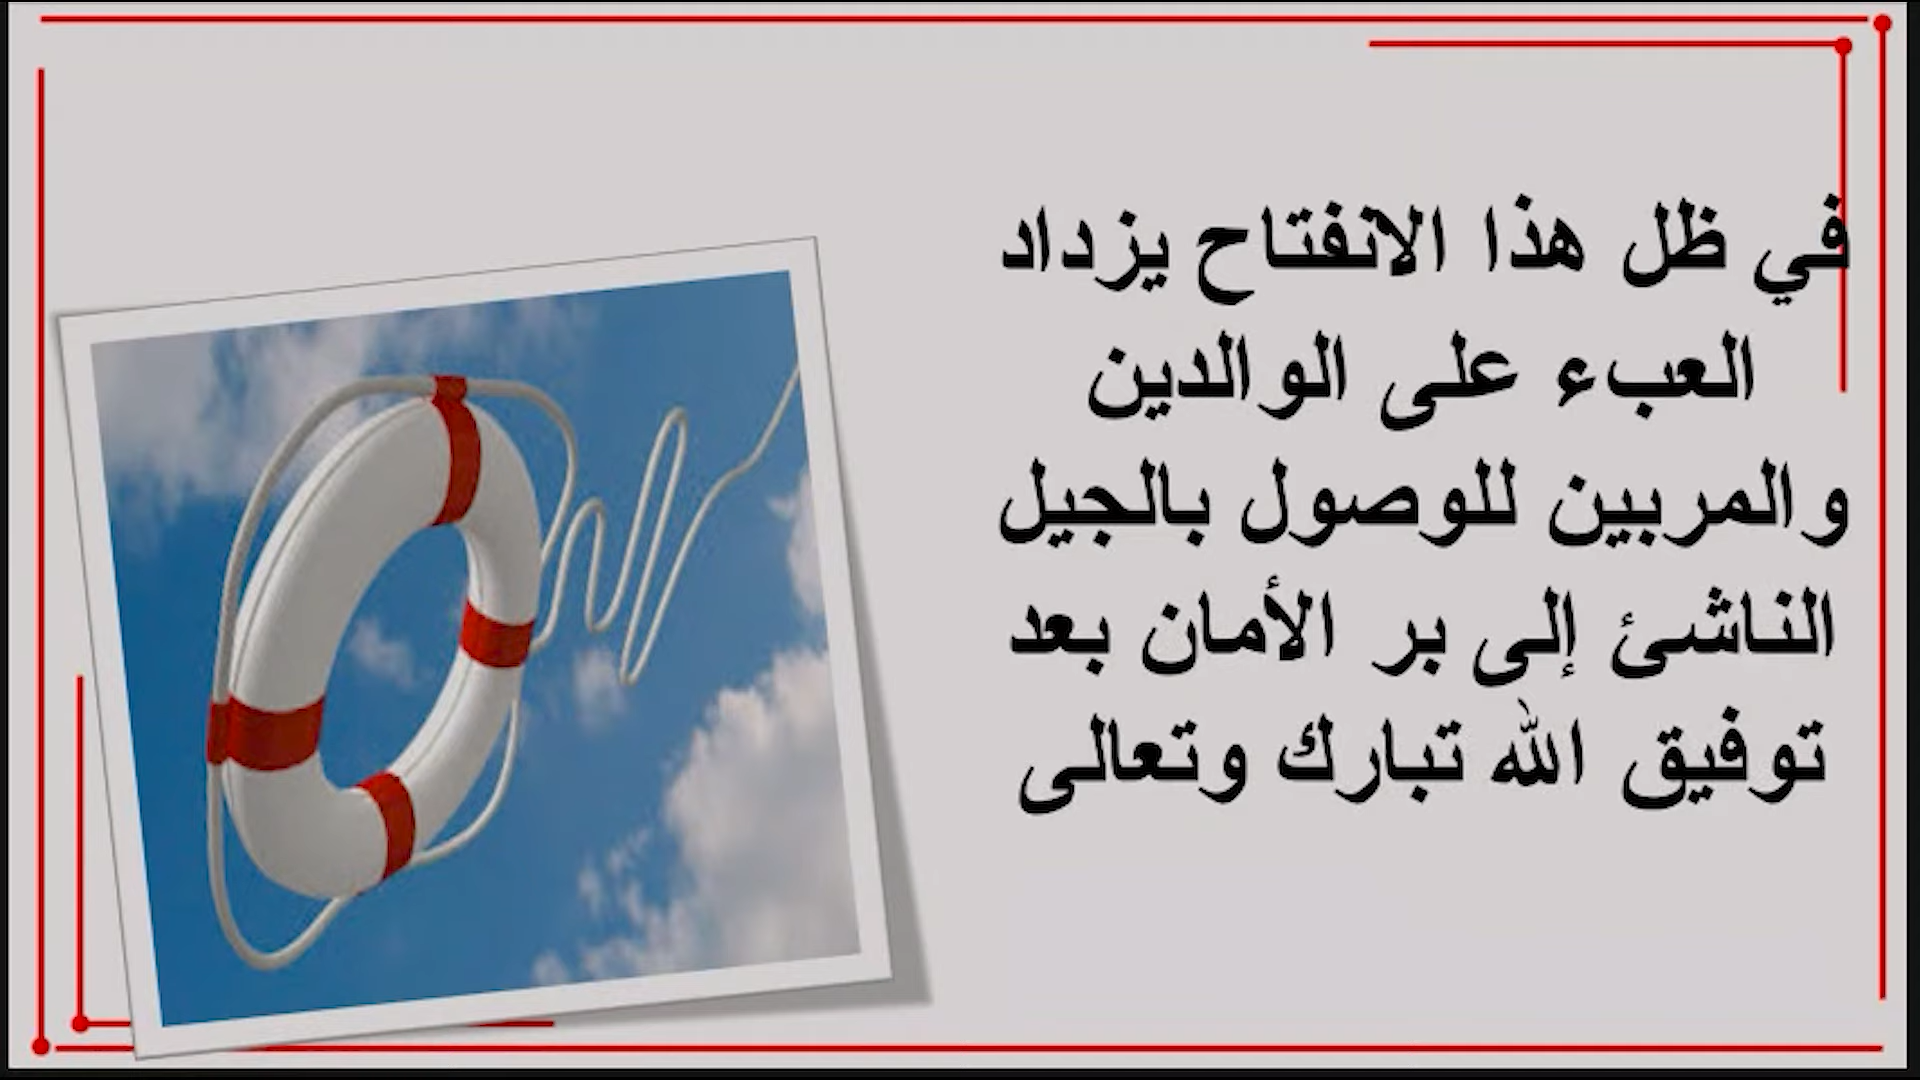 في ظل هذا الانفتاح يزداد
العبء على الوالدين
والمربين للوصول بالجيل
الناشئ إلى بر الأمان بعد
توفيق الله تبارك وتعالى